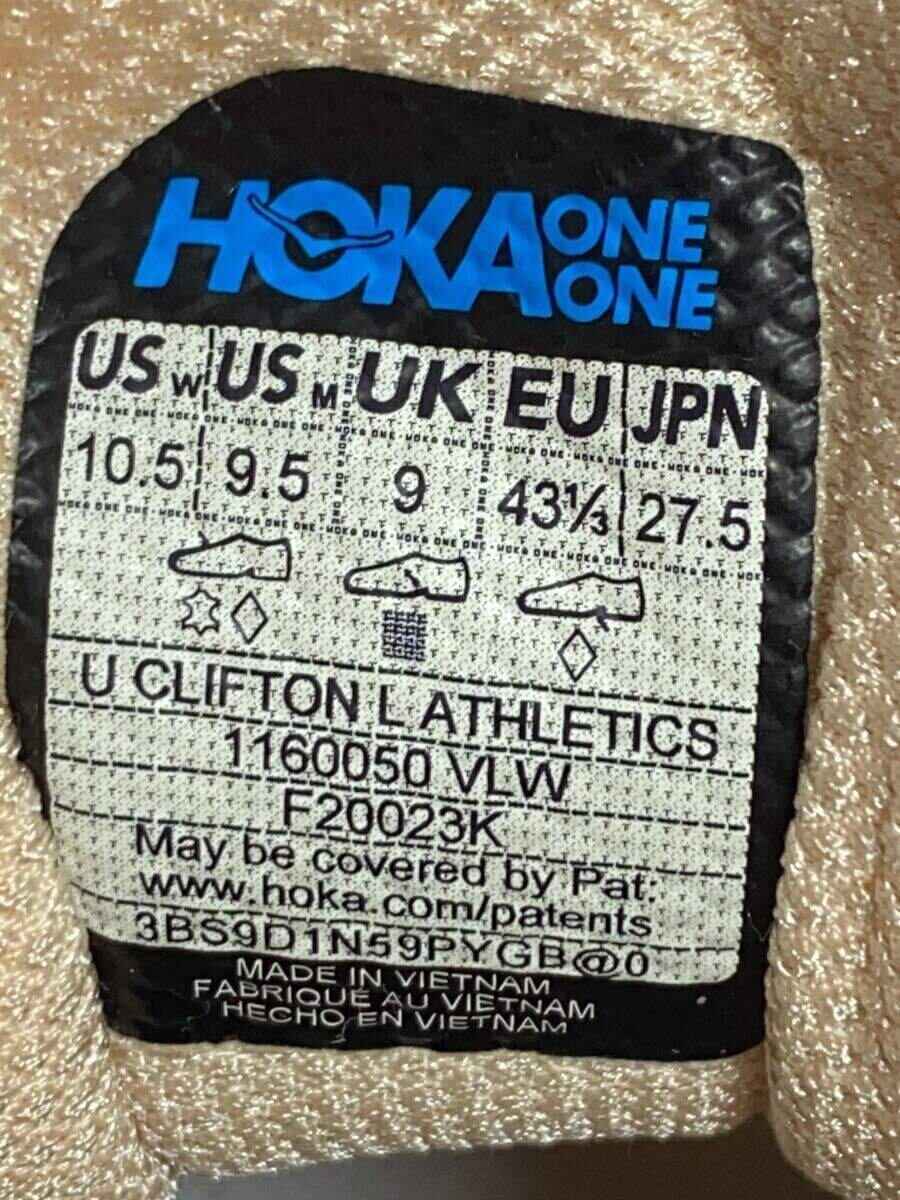 HOKA ONE ONE
US W US M UK EU JPN
10.5 9.5 9 43⅓ 27.5
U CLIFTON L ATHLETICS
1160050 VLW
F20023K
May be covered by Pat:
www.hoka.com/patents
3BS9D1N59PYGB@0
MADE IN VIETNAM
FABRIQUÉ AU VIETNAM
HECHO EN VIETNAM